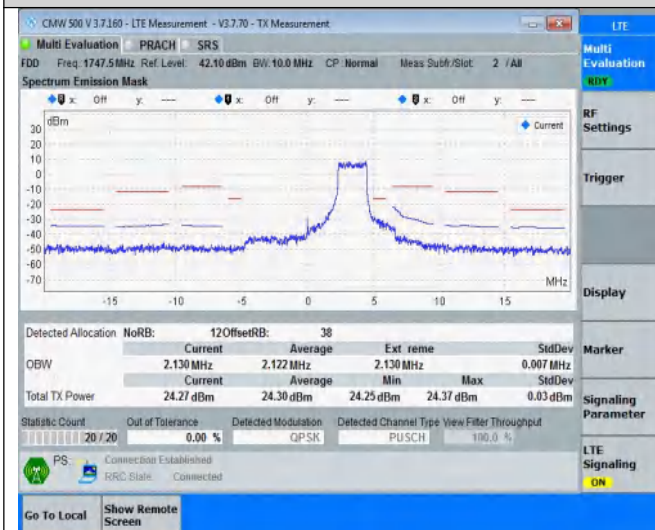 CMW 500 V 3.7.160 - LTE Measurement - V3.7.70 - TX Measurement
LTE
Multi Evaluation PRACH SRS
Multi Evaluation
RDY
FDD Freq: 1747.5 MHz Ref. Level: 42.10 dBm BW: 10.0 MHz CP: Normal Meas Subfr./Slot: 2 / All
Spectrum Emission Mask
x: Off y: --- x: Off y: --- x: Off y: ---
dBm
Current
30
20
10
0
-10
-20
-30
-40
-50
-60
-70
MHz
-15 -10 -5 0 5 10 15
RF Settings
Trigger
Display
Marker
Signaling Parameter
LTE Signaling
ON
Detected Allocation NoRB: 12 OffsetRB: 38
Current Average Ext reme StdDev
OBW 2.130 MHz 2.122 MHz 2.130 MHz 0.007 MHz
Current Average Min Max StdDev
Total TX Power 24.27 dBm 24.30 dBm 24.25 dBm 24.37 dBm 0.03 dBm
Statistic Count Out of Tolerance Detected Modulation Detected Channel Type View Filter Throughput
20 / 20 0.00 % QPSK PUSCH 100.0 %
PS: Connection Established
RRC State: Connected
Go To Local
Show Remote Screen